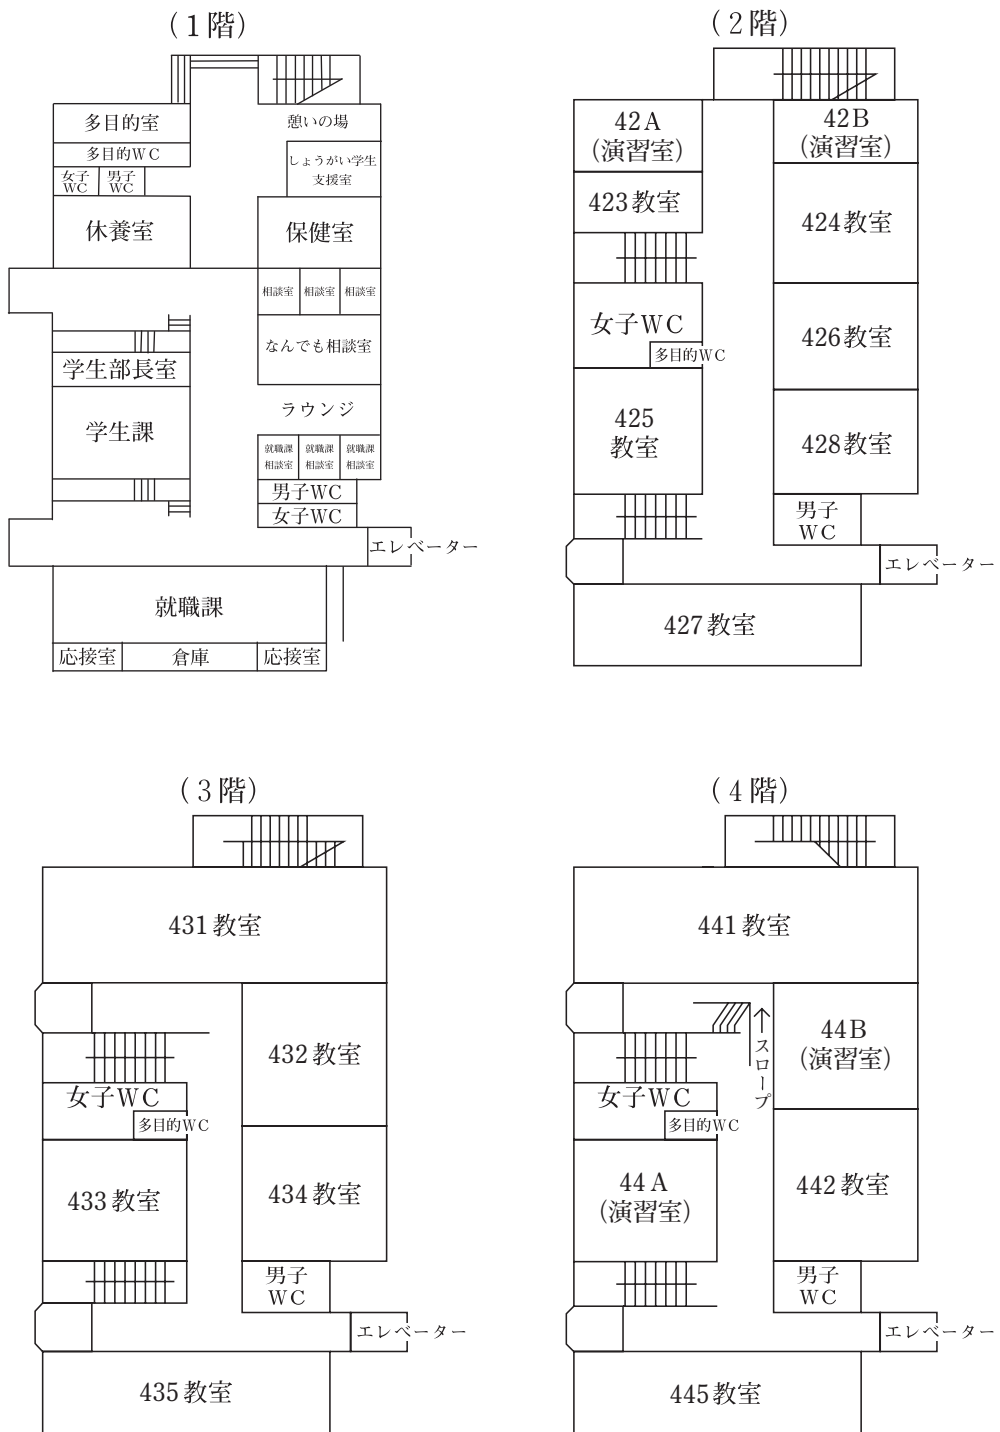 （１階）
多目的室
多目的ＷＣ
女子
WC
男子
WC
休養室
学生部長室
学生課
憩いの場
しょうがい学生
支援室
保健室
相談室
相談室
相談室
なんでも相談室
ラウンジ
就職課
相談室
就職課
相談室
就職課
相談室
男子WC
女子WC
エレベーター
就職課
応接室
倉庫
応接室
（２階）
42A
（演習室）
42B
（演習室）
423教室
424教室
女子WC
多目的WC
426教室
425
教室
428教室
男子
WC
エレベーター
427教室
（３階）
431教室
432教室
女子WC
多目的WC
433教室
434教室
男子
WC
エレベーター
435教室
（４階）
441教室
↑スロープ
44B
（演習室）
女子WC
多目的WC
44A
（演習室）
442教室
男子
WC
エレベーター
445教室